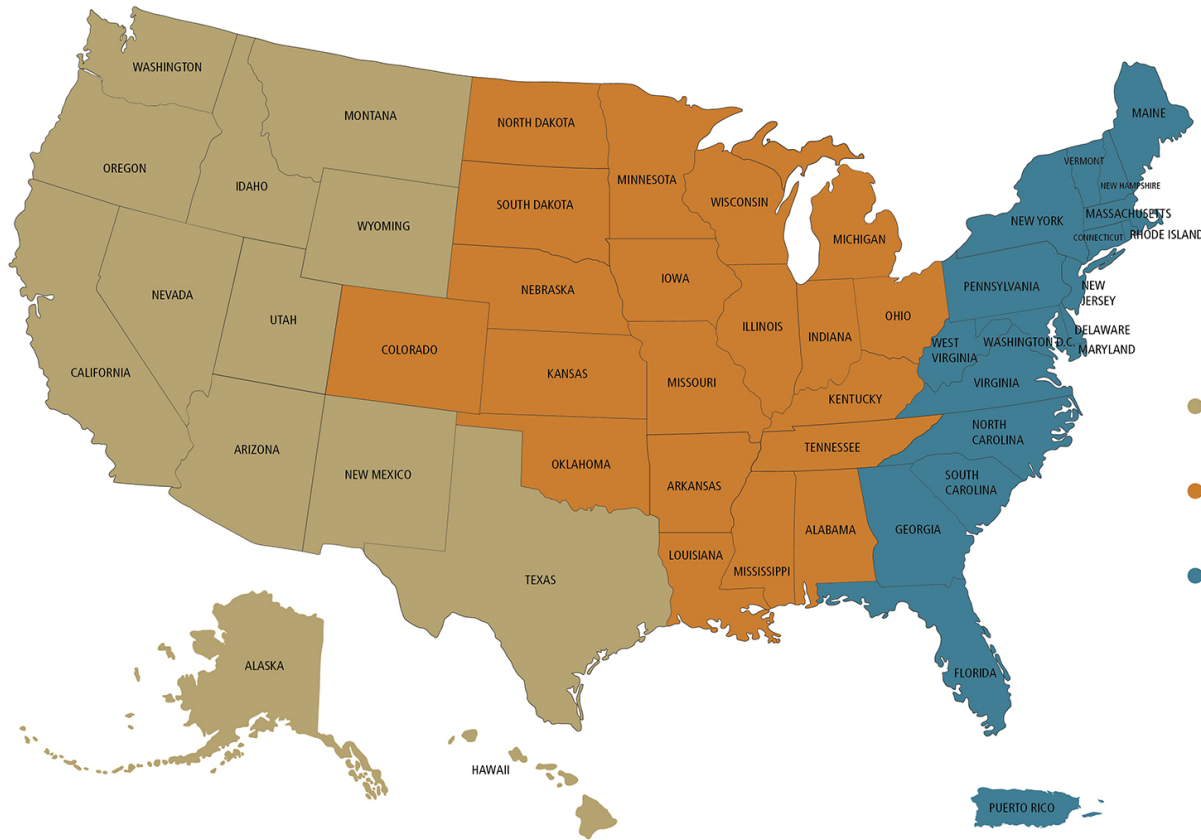 WASHINGTON
MONTANA
NORTH DAKOTA
MAINE
OREGON
IDAHO
MINNESOTA
VERMONT
NEW HAMPSHIRE
SOUTH DAKOTA
WISCONSIN
WYOMING
MICHIGAN
NEW YORK
MASSACHUSETTS
CONNECTICUT
RHODE ISLAND
NEVADA
NEBRASKA
IOWA
PENNSYLVANIA
NEW
JERSEY
UTAH
ILLINOIS
INDIANA
OHIO
DELAWARE
COLORADO
WEST
VIRGINIA
WASHINGTON D.C.
MARYLAND
CALIFORNIA
KANSAS
MISSOURI
VIRGINIA
KENTUCKY
ARIZONA
NEW MEXICO
OKLAHOMA
TENNESSEE
NORTH
CAROLINA
ARKANSAS
SOUTH
CAROLINA
TEXAS
LOUISIANA
MISSISSIPPI
ALABAMA
GEORGIA
ALASKA
FLORIDA
HAWAII
PUERTO RICO